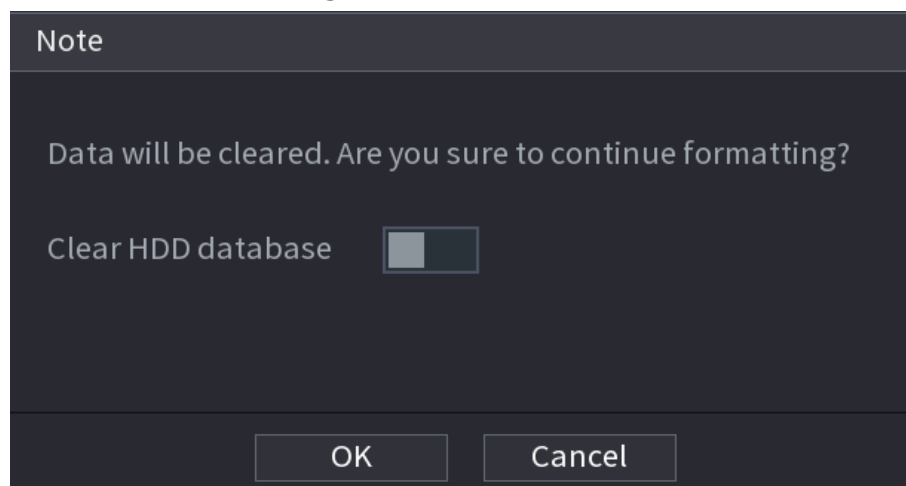 Note
Data will be cleared. Are you sure to continue formatting?
Clear HDD database
OK Cancel